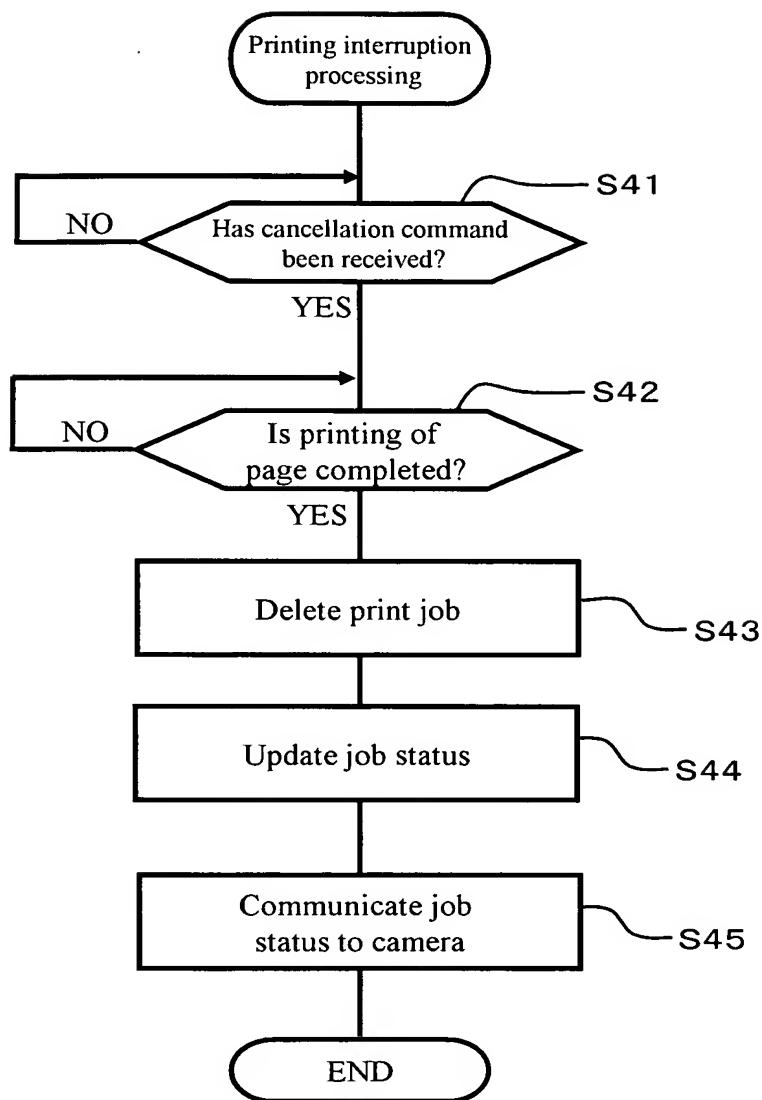 Printing interruption
processing
S41
NO
Has cancellation command
been received?
YES
S42
NO
Is printing of
page completed?
YES
Delete print job
S43
Update job status
S44
Communicate job
status to camera
S45
END